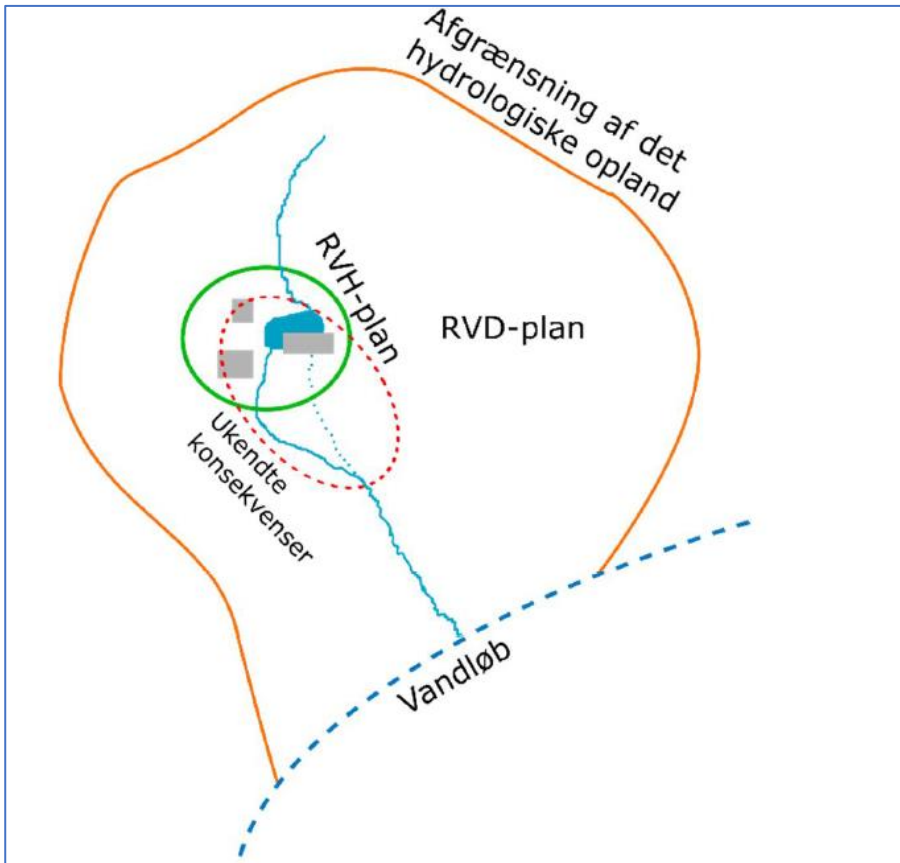 Afgrænsning af det
hydrologiske opland
RVH-plan
RVD-plan
Ukendte
konsekvenser
Vandløb